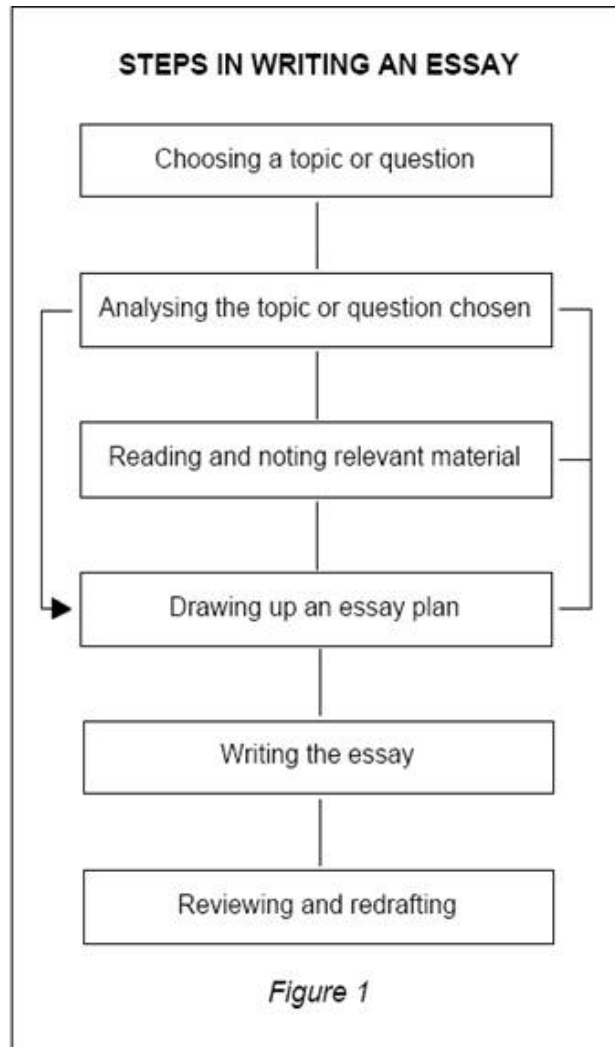 STEPS IN WRITING AN ESSAY
Choosing a topic or question
Analysing the topic or question chosen
Reading and noting relevant material
Drawing up an essay plan
Writing the essay
Reviewing and redrafting
Figure 1